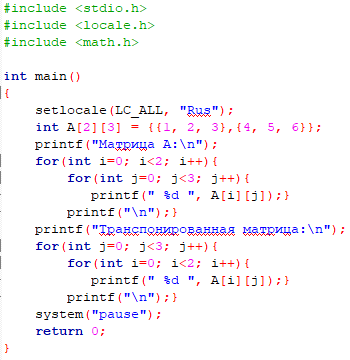 #include <stdio.h>
#include <locale.h>
#include <math.h>

int main()
{
    setlocale(LC_ALL, "Rus");
    int A[2][3] = {{1, 2, 3},{4, 5, 6}};
    printf("Матрица A:\n");
    for(int i=0; i<2; i++){
        for(int j=0; j<3; j++){
           printf(" %d ", A[i][j]);}
        printf("\n");}
    printf("Транспонированная матрица:\n");
    for(int j=0; j<3; j++){
        for(int i=0; i<2; i++){
           printf(" %d ", A[i][j]);}
        printf("\n");}
    system("pause");
    return 0;
}